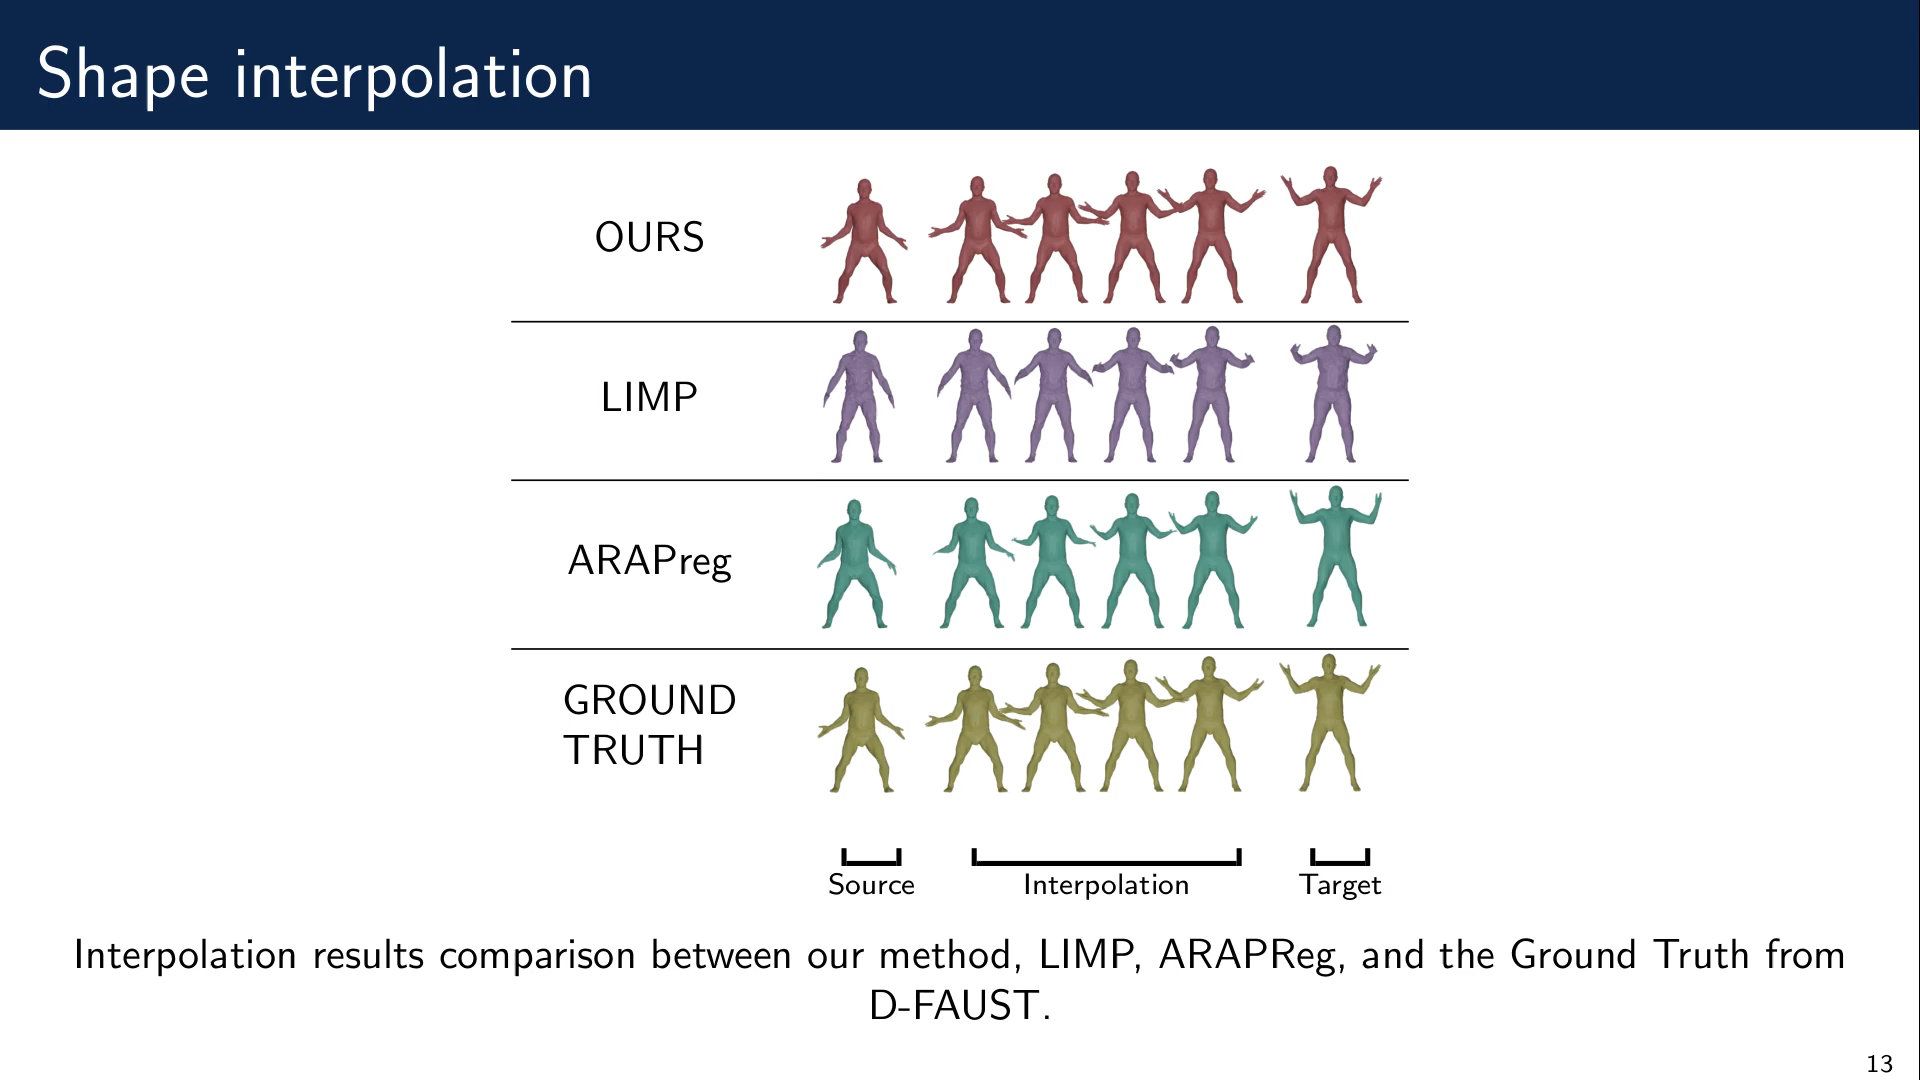 Shape interpolation
OURS
LIMP
ARAPreg
GROUND
TRUTH
Source Interpolation Target
Interpolation results comparison between our method, LIMP, ARAPReg, and the Ground Truth from
D-FAUST.
13